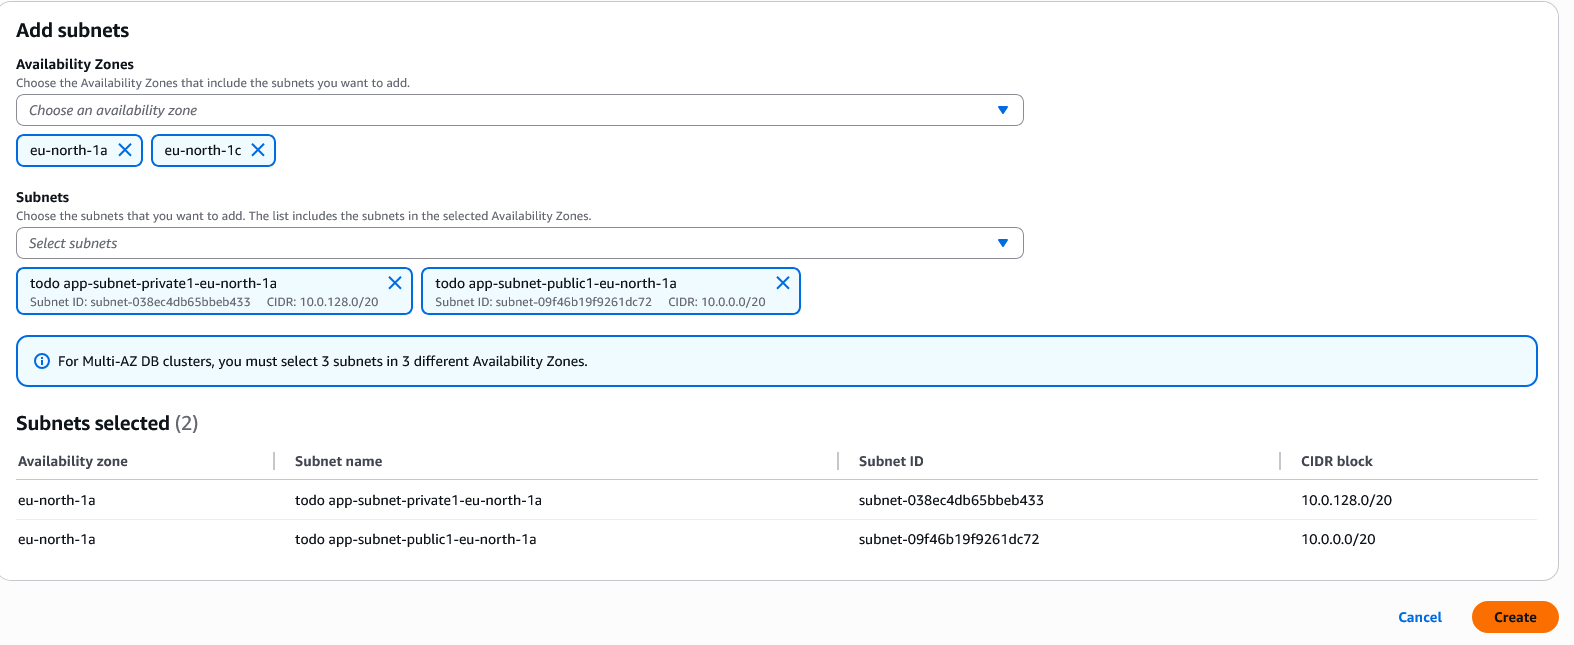 Add subnets
Availability Zones
Choose the Availability Zones that include the subnets you want to add.
Choose an availability zone
eu-north-1a eu-north-1c
Subnets
Choose the subnets that you want to add. The list includes the subnets in the selected Availability Zones.
Select subnets
todo app-subnet-private1-eu-north-1a todo app-subnet-public1-eu-north-1a
Subnet ID: subnet-038ec4db65bbeb433 CIDR: 10.0.128.0/20 Subnet ID: subnet-09f46b19f9261dc72 CIDR: 10.0.0.0/20
For Multi-AZ DB clusters, you must select 3 subnets in 3 different Availability Zones.
Subnets selected (2)
Availability zone Subnet name Subnet ID CIDR block
eu-north-1a todo app-subnet-private1-eu-north-1a subnet-038ec4db65bbeb433 10.0.128.0/20
eu-north-1a todo app-subnet-public1-eu-north-1a subnet-09f46b19f9261dc72 10.0.0.0/20
Cancel Create